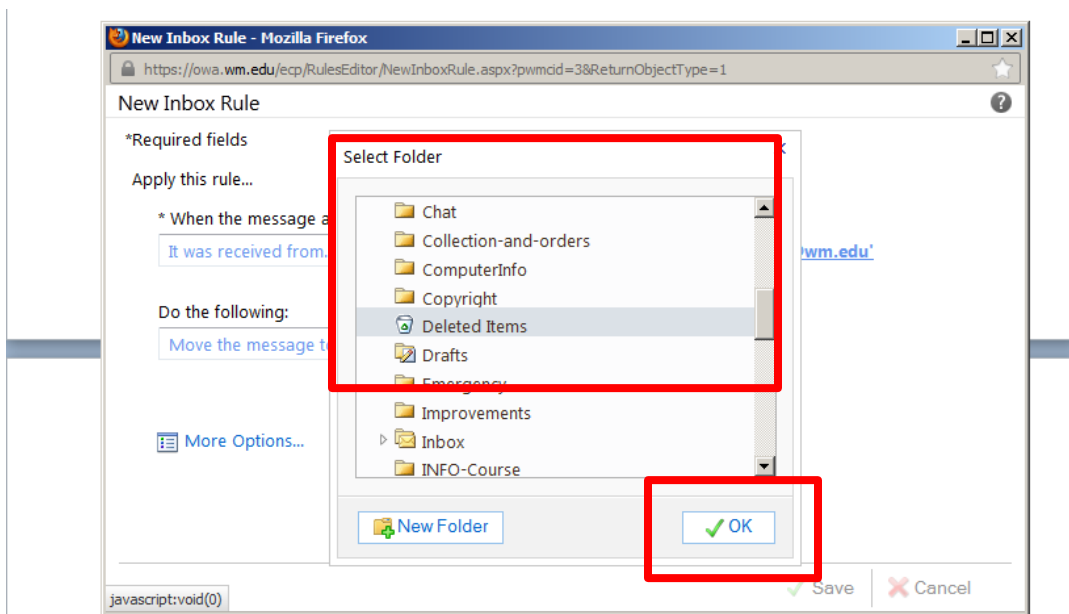 New Inbox Rule - Mozilla Firefox
https://owa.wm.edu/ecp/RulesEditor/NewInboxRule.aspx?pwmcid=3&ReturnObjectType=1
New Inbox Rule
*Required fields
Select Folder
Apply this rule...
* When the message a
It was received from.
wm.edu'
Do the following:
Move the message to
More Options...
Chat
Collection-and-orders
ComputerInfo
Copyright
Deleted Items
Drafts
Emergency
Improvements
Inbox
INFO-Course
New Folder
OK
Save
Cancel
javascript:void(0)